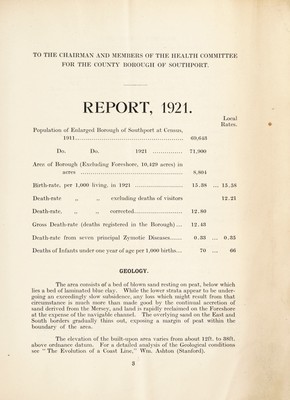 TO THE CHAIRMAN AND MEMBERS OF THE HEALTH COMMITTEE
FOR THE COUNTY BOROUGH OF SOUTHPORT.
REPORT, 1921.
Local
Rates.
Population of Enlarged Borough of Southport at Census,
1911 ............ 69,643
Do. Do. 1921 ............ 71,900
Area of Borough (Excluding Foreshore, 10,429 acres) in
acres ............ 8,804
Birth-rate, per 1,000 living, in 1921 ............ 15.38 ... 15.38
Death-rate „ „ excluding deaths of visitors 12.21
Death-rate, „ „ corrected ............ 12.80
Gross Death-rate (deaths registered in the Borough) ... 12.43
Death-rate from seven principal Zymotic Diseases....... 0.33 ... 0.33
Deaths of Infants under one year of age per 1,000 births... 70 ... 66
GEOLOGY.
The area consists of a bed of blown sand resting on peat, below which
lies a bed of laminated blue clay. While the lower strata appear to be under-
going an exceedingly slow subsidence, any loss which might result from that
circumstance is much more than made good by the continual accretion of
sand derived from the Mersey, and land is rapidly reclaimed on the Foreshore
at the expense of the navigable channel. The overlying sand on the East and
South borders gradually thins out, exposing a margin of peat within the
boundary of the area.
The elevation of the built-upon area varies from about 12ft. to 38ft.
above ordnance datum. For a detailed analysis of the Geological conditions
see "The Evolution of a Coast Line," Wm. Ashton (Stanford).
3